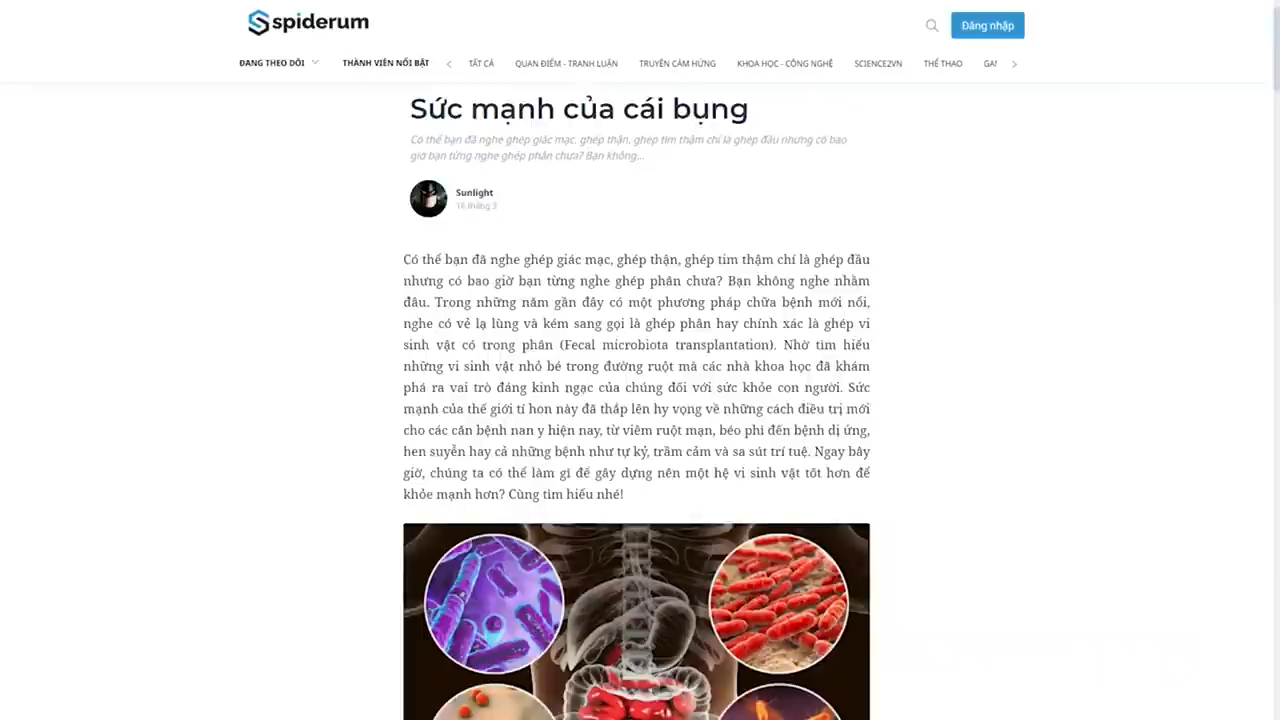 spiderum
Đăng nhập
ĐANG THEO DÕI THÀNH VIÊN NỔI BẬT TẤT CẢ QUAN ĐIỂM - TRANH LUẬN TRUYỀN CẢM HỨNG KHOA HỌC - CÔNG NGHỆ SCIENCE2VN THỂ THAO
Sức mạnh của cái bụng
Có thể bạn đã nghe ghép giác mạc, ghép thận, ghép tim thậm chí là ghép đầu nhưng có bao
giờ bạn từng nghe ghép phân chưa? Bạn không...
Sunlight
16 tháng 3
Có thể bạn đã nghe ghép giác mạc, ghép thận, ghép tim thậm chí là ghép đầu
nhưng có bao giờ bạn từng nghe ghép phân chưa? Bạn không nghe nhầm
đâu. Trong những năm gần đây có một phương pháp chữa bệnh mới nổi,
nghe có vẻ lạ lùng và kém sang gọi là ghép phân hay chính xác là ghép vi
sinh vật có trong phân (Fecal microbiota transplantation). Nhờ tìm hiểu
những vi sinh vật nhỏ bé trong đường ruột mà các nhà khoa học đã khám
phá ra vai trò đáng kinh ngạc của chúng đối với sức khỏe con người. Sức
mạnh của thế giới tí hon này đã thắp lên hy vọng về những cách điều trị mới
cho các căn bệnh nan y hiện nay, từ viêm ruột mạn, béo phì đến bệnh dị ứng,
hen suyễn hay cả những bệnh như tự kỷ, trầm cảm và sa sút trí tuệ. Ngay bây
giờ, chúng ta có thể làm gì để gây dựng nên một hệ vi sinh vật tốt hơn để
khỏe mạnh hơn? Cùng tìm hiểu nhé!